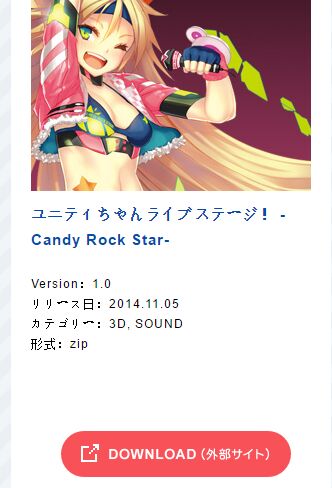 ユニティちゃんライブステージ! -
Candy Rock Star-
Version：1.0
リリース日：2014.11.05
カテゴリー：3D, SOUND
形式：zip
DOWNLOAD（外部サイト）